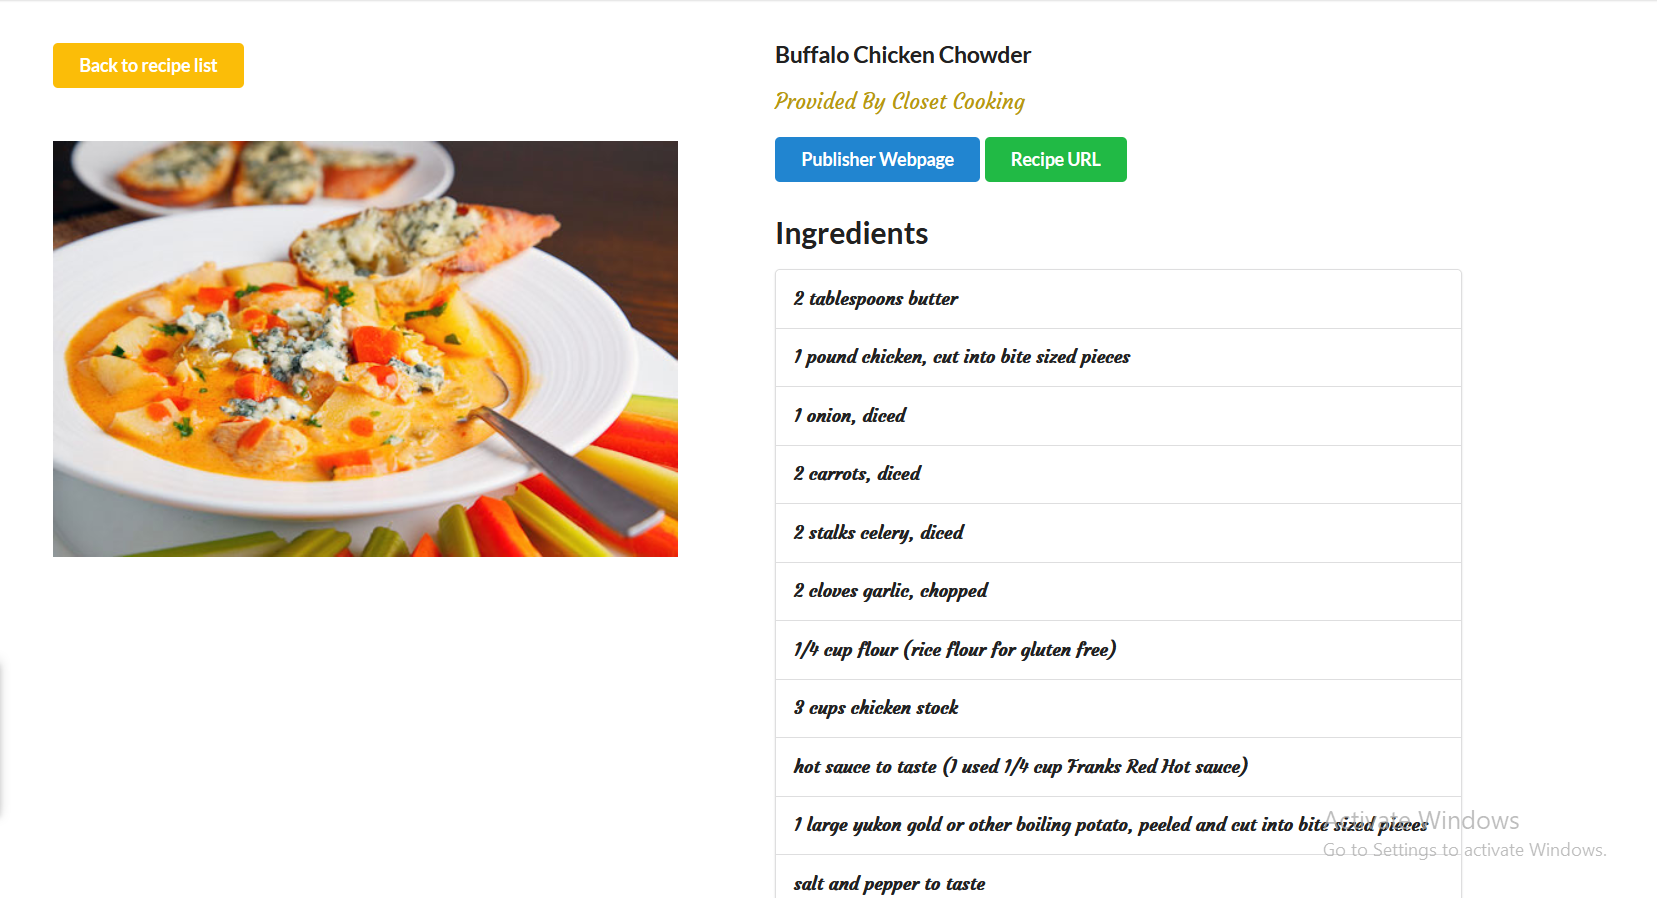 Back to recipe list
Buffalo Chicken Chowder
Provided By Closet Cooking
Publisher Webpage
Recipe URL
Ingredients
2 tablespoons butter
1 pound chicken, cut into bite sized pieces
1 onion, diced
2 carrots, diced
2 stalks celery, diced
2 cloves garlic, chopped
1/4 cup flour (rice flour for gluten free)
3 cups chicken stock
hot sauce to taste (I used 1/4 cup Franks Red Hot sauce)
1 large yukon gold or other boiling potato, peeled and cut into bite sized pieces
salt and pepper to taste
Activate Windows
Go to Settings to activate Windows.